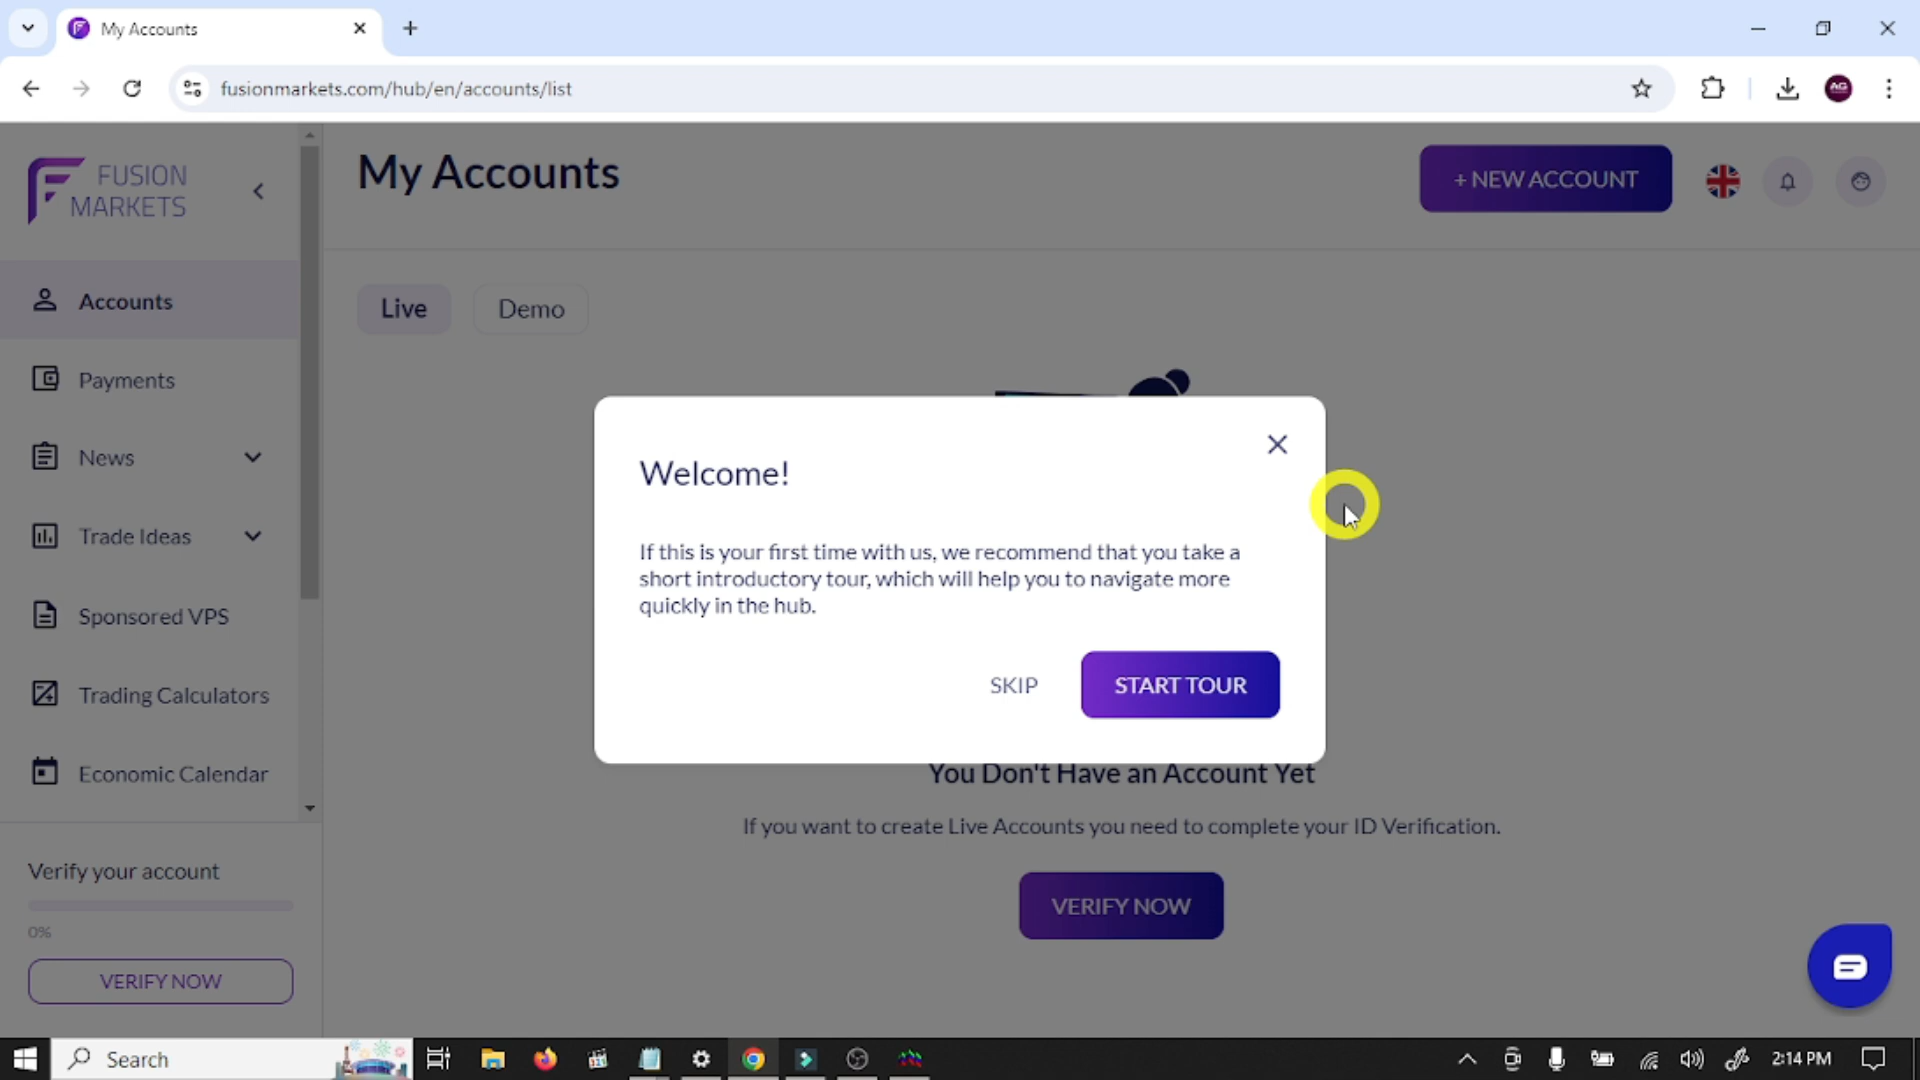 My Accounts
fusionmarkets.com/hub/en/accounts/list
AG
FUSION
MARKETS
My Accounts
+ NEW ACCOUNT
Accounts
Live
Demo
Payments
News
Trade Ideas
Sponsored VPS
Trading Calculators
Economic Calendar
Welcome!
If this is your first time with us, we recommend that you take a
short introductory tour, which will help you to navigate more
quickly in the hub.
SKIP
START TOUR
You Don't Have an Account Yet
If you want to create Live Accounts you need to complete your ID Verification.
VERIFY NOW
Verify your account
0%
VERIFY NOW
Search
2:14 PM